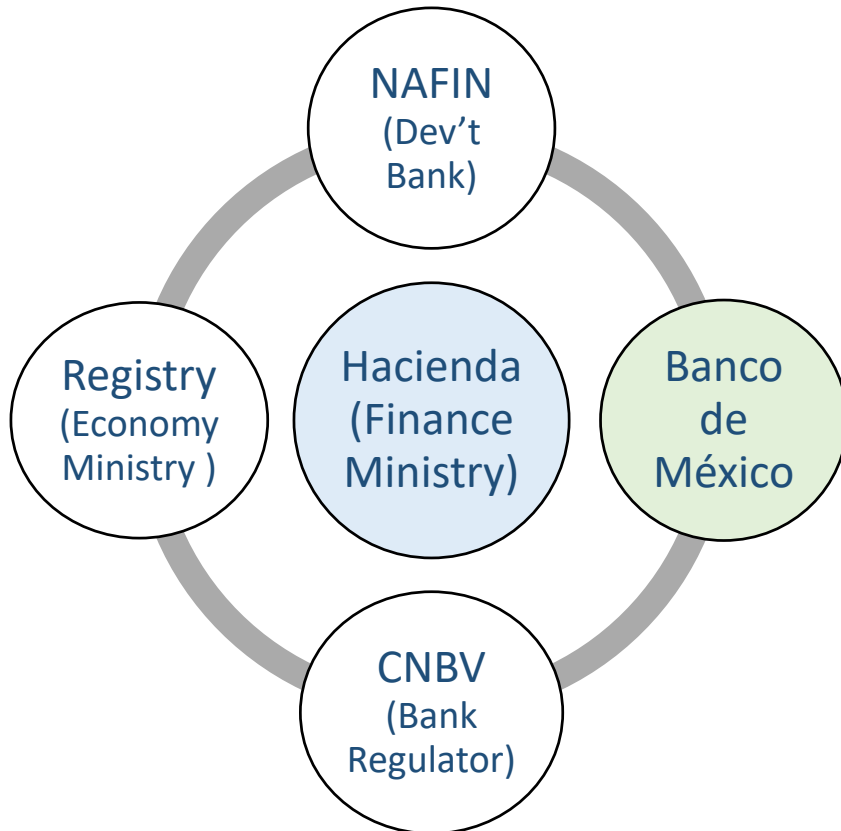 NAFIN
(Dev’t
Bank)
Registry
(Economy
Ministry )
Hacienda
(Finance
Ministry)
Banco
de
México
CNBV
(Bank
Regulator)